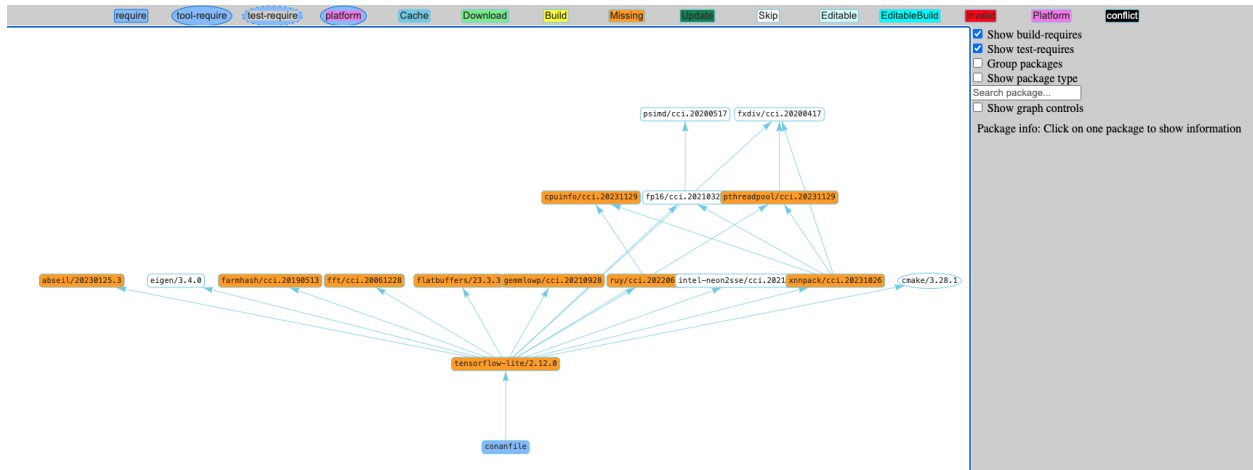 require tool-require test-require platform Cache Download Build Missing Update Skip Editable EditableBuild Invalid Platform conflict
Show build-requires
Show test-requires
Group packages
Show package type
Search package...
Show graph controls
Package info: Click on one package to show information
psimd/cci.20200517 fxdiv/cci.20200417
cpuinfo/cci.20231129 fp16/cci.2021032 pthreadpool/cci.20231129
abseil/20230125.3 eigen/3.4.0 farmhash/cci.20190513 fft/cci.20061228 flatbuffers/23.3.3 gemmlowp/cci.20210928 ruy/cci.202206 intel-neon2sse/cci.2021 xnnpack/cci.20231026 cmake/3.28.1
tensorflow-lite/2.12.0
conanfile